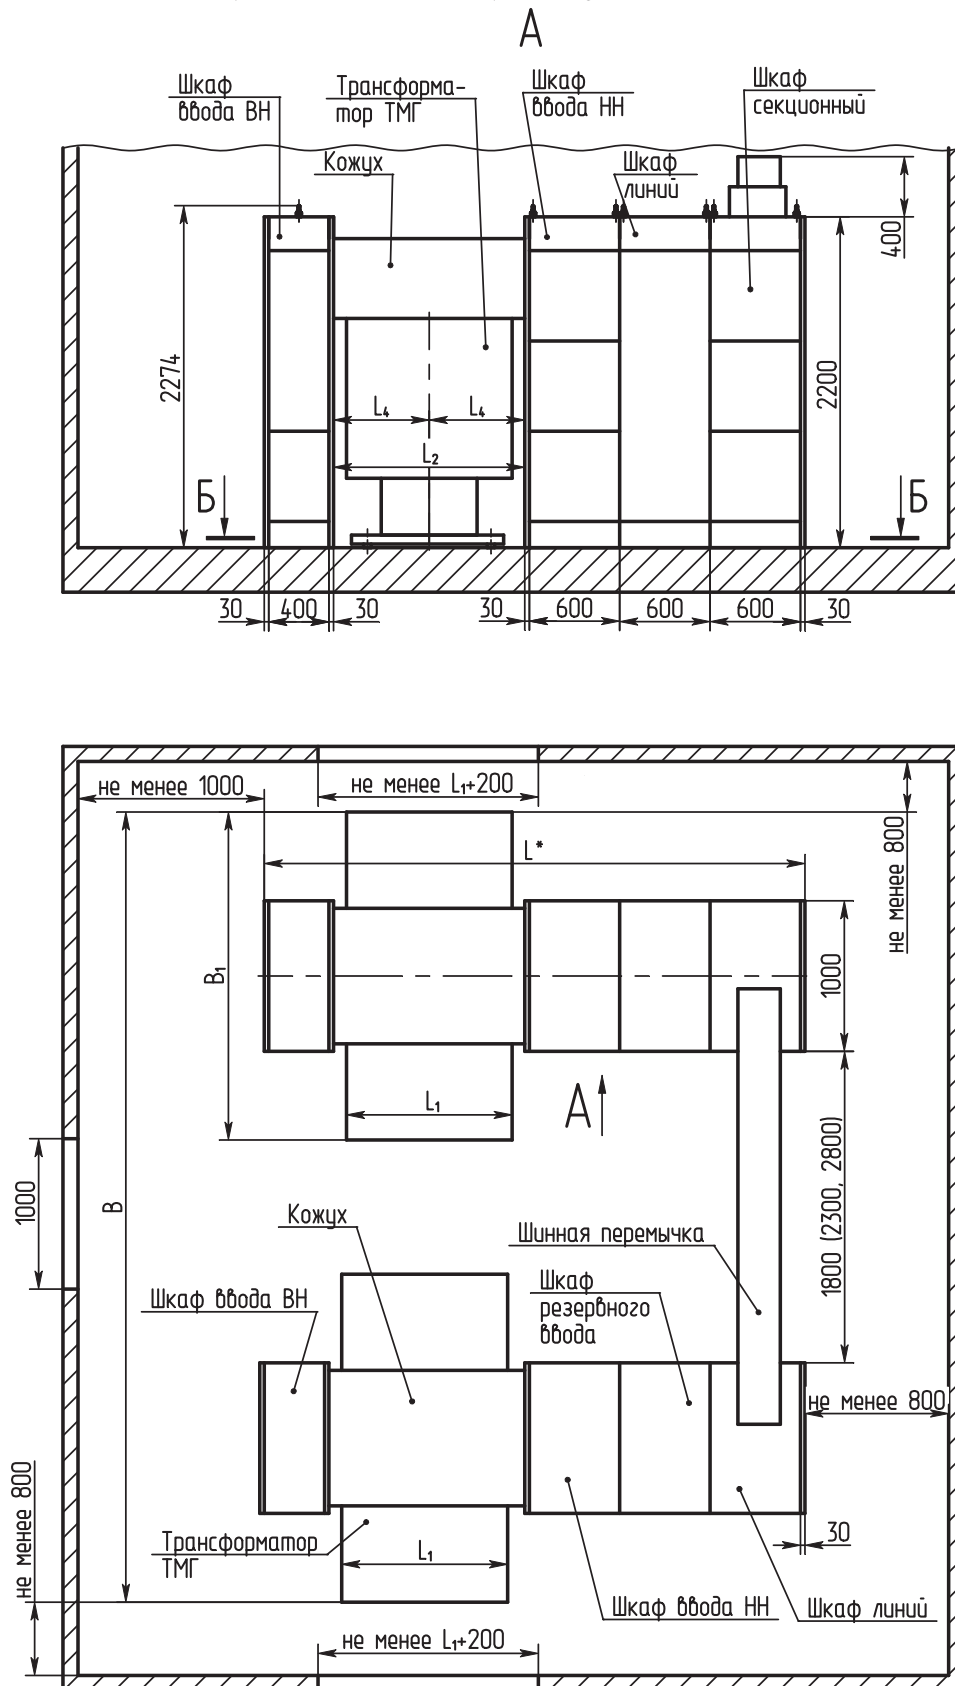 А
Шкаф
ввода ВН
Трансформа-
тор ТМГ
Шкаф
ввода НН
Шкаф
секционный
Кожух
Шкаф
линий
400
2274
2200
L₄
L₄
L₂
Б
Б
30
400
30
30
600
600
600
30
не менее 1000
не менее L₁+200
не менее 800
L*
B₁
1000
L₁
А
1000
B
1800 (2300, 2800)
Кожух
Шинная перемычка
Шкаф ввода ВН
Шкаф
резервного
ввода
не менее 800
не менее 800
Трансформатор
ТМГ
L₁
30
Шкаф ввода НН
Шкаф линий
не менее L₁+200